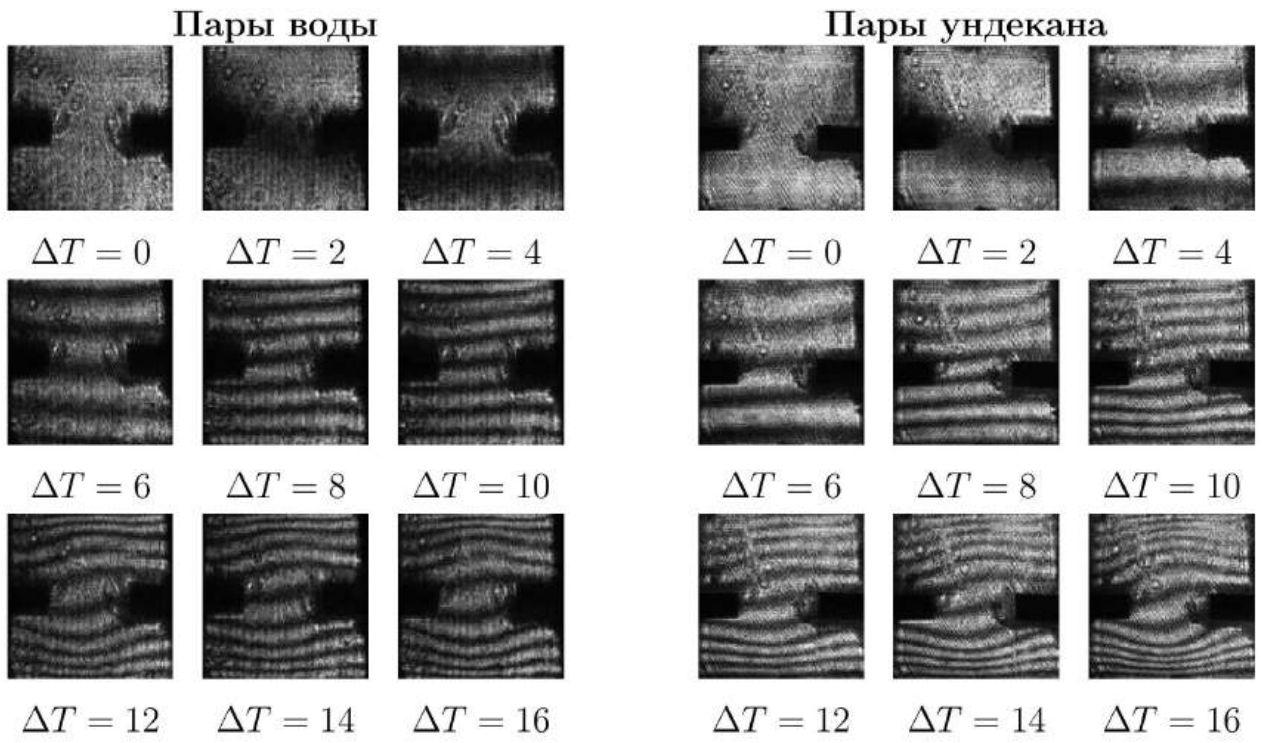 Пары воды
Пары ундекана
ΔT = 0 ΔT = 2 ΔT = 4 ΔT = 0 ΔT = 2 ΔT = 4
ΔT = 6 ΔT = 8 ΔT = 10 ΔT = 6 ΔT = 8 ΔT = 10
ΔT = 12 ΔT = 14 ΔT = 16 ΔT = 12 ΔT = 14 ΔT = 16